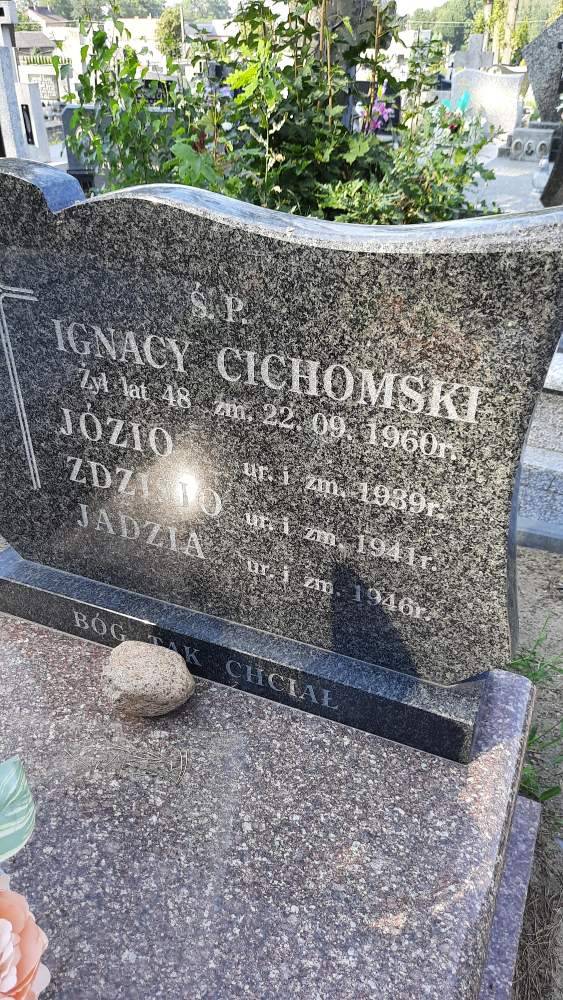 Ś. P.
IGNACY CICHOMSKI
Żył lat 48 zm. 22. 09. 1960r.
JÓZIO ur. i zm. 1939r.
ZDZISIO ur. i zm. 1941r.
JADZIA ur. i zm. 1946r.
BÓG TAK CHCIAŁ